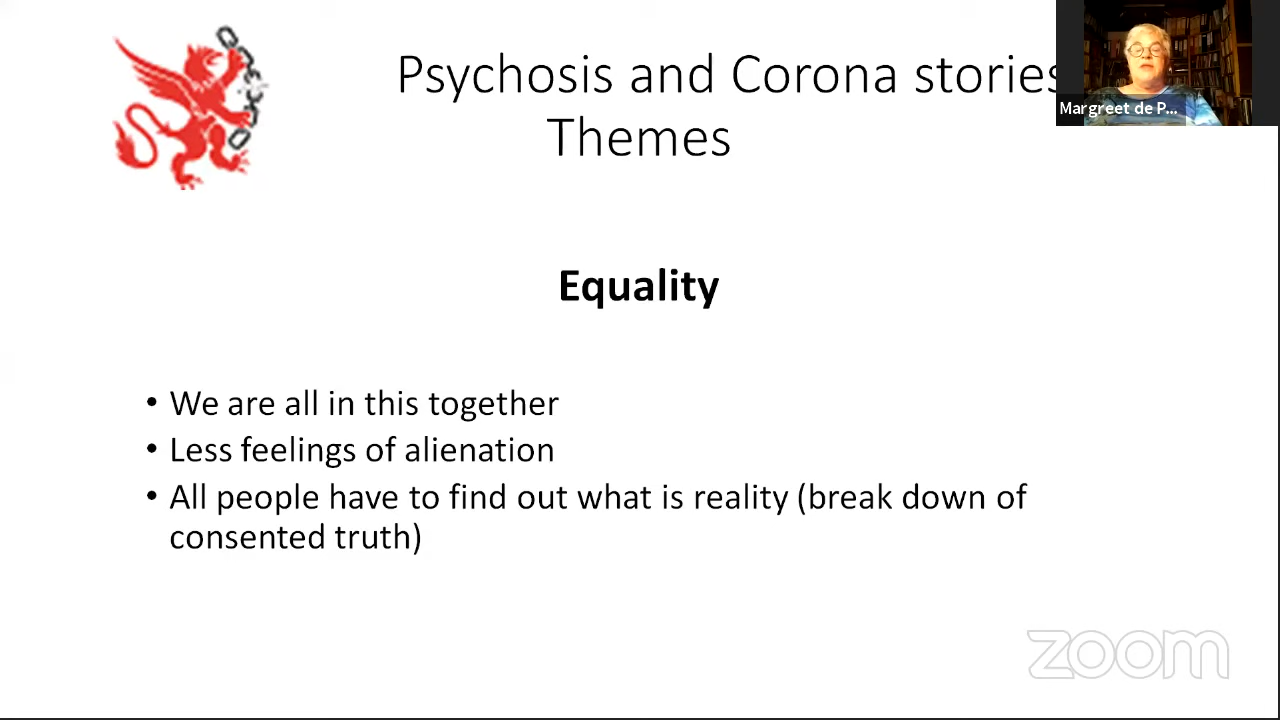 Psychosis and Corona stories
Themes
Margreet de P...
Equality
• We are all in this together
• Less feelings of alienation
• All people have to find out what is reality (break down of
consented truth)
zoom